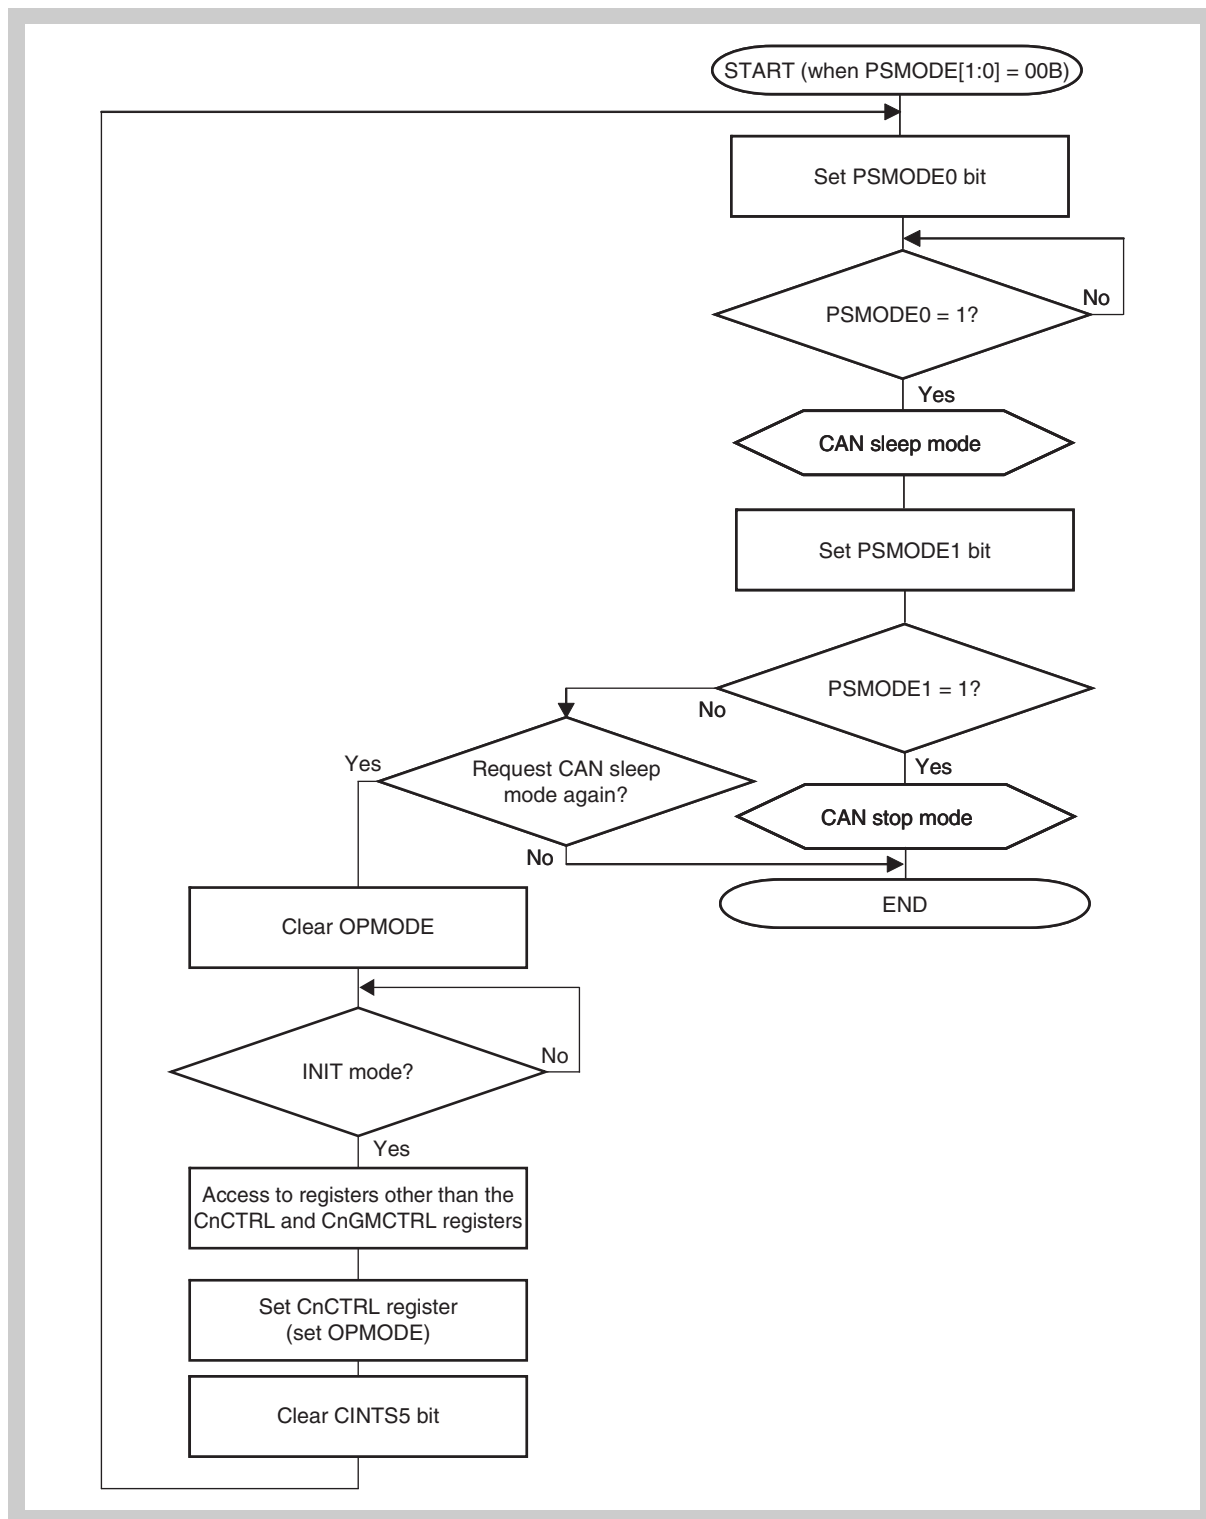 START (when PSMODE[1:0] = 00B)
Set PSMODE0 bit
PSMODE0 = 1?
No
Yes
CAN sleep mode
Set PSMODE1 bit
PSMODE1 = 1?
No
Yes
Request CAN sleep
mode again?
Yes
No
CAN stop mode
END
Clear OPMODE
INIT mode?
No
Yes
Access to registers other than the
CnCTRL and CnGMCTRL registers
Set CnCTRL register
(set OPMODE)
Clear CINTS5 bit